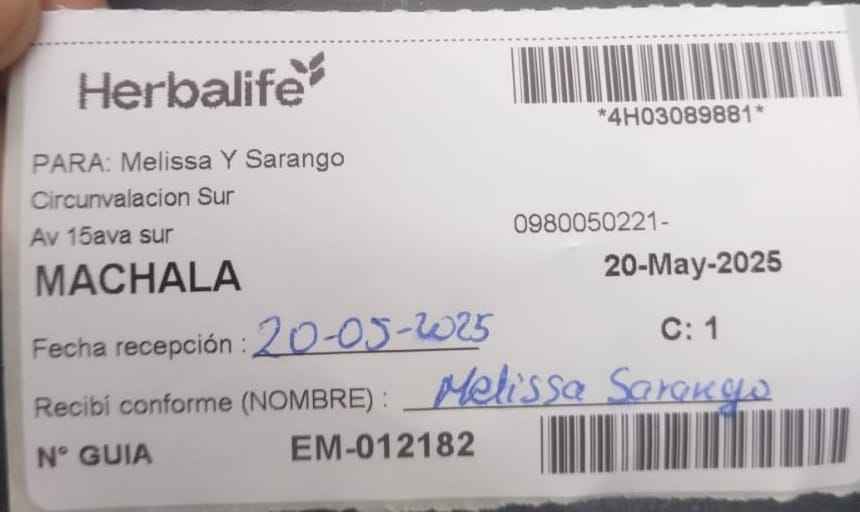 Herbalife
*4H03089881*
PARA: Melissa Y Sarango
Circunvalacion Sur
Av 15ava sur
0980050221-
MACHALA
20-May-2025
Fecha recepción : 20-05-2025
C: 1
Recibí conforme (NOMBRE) : Melissa Sarango
N° GUIA EM-012182